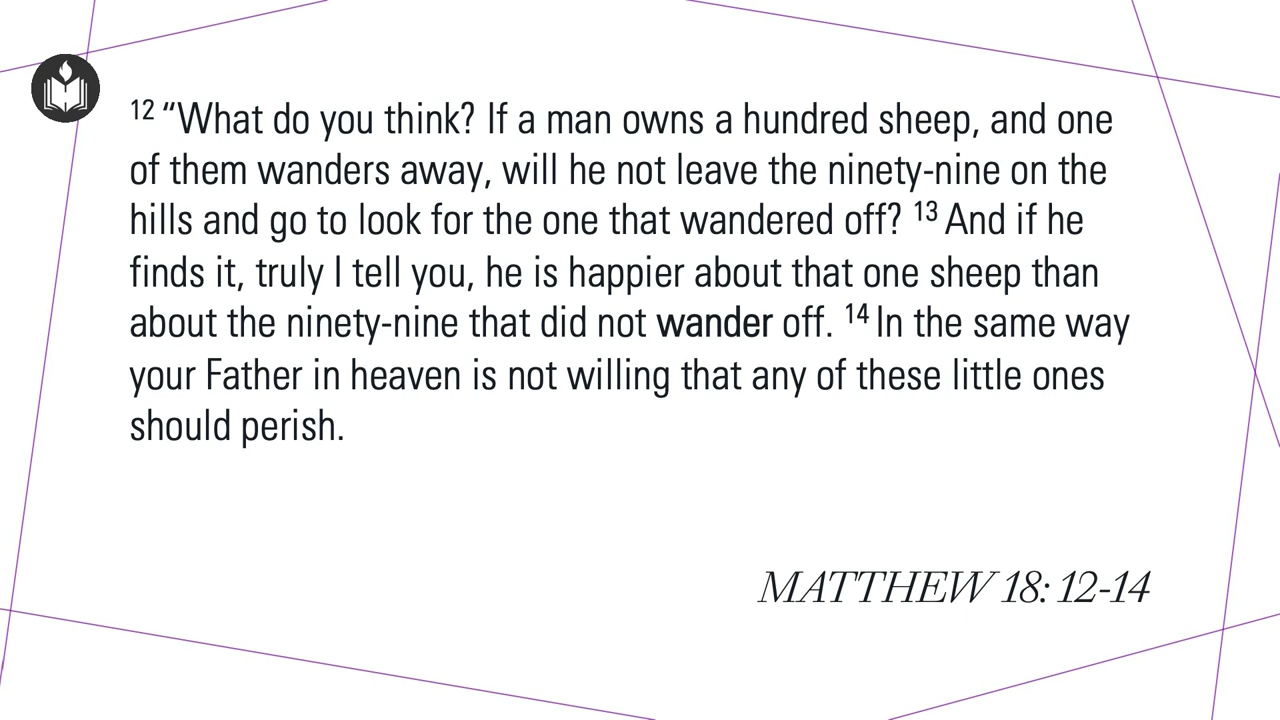 12 “What do you think? If a man owns a hundred sheep, and one
of them wanders away, will he not leave the ninety-nine on the
hills and go to look for the one that wandered off? 13 And if he
finds it, truly I tell you, he is happier about that one sheep than
about the ninety-nine that did not wander off. 14 In the same way
your Father in heaven is not willing that any of these little ones
should perish.
MATTHEW 18: 12-14